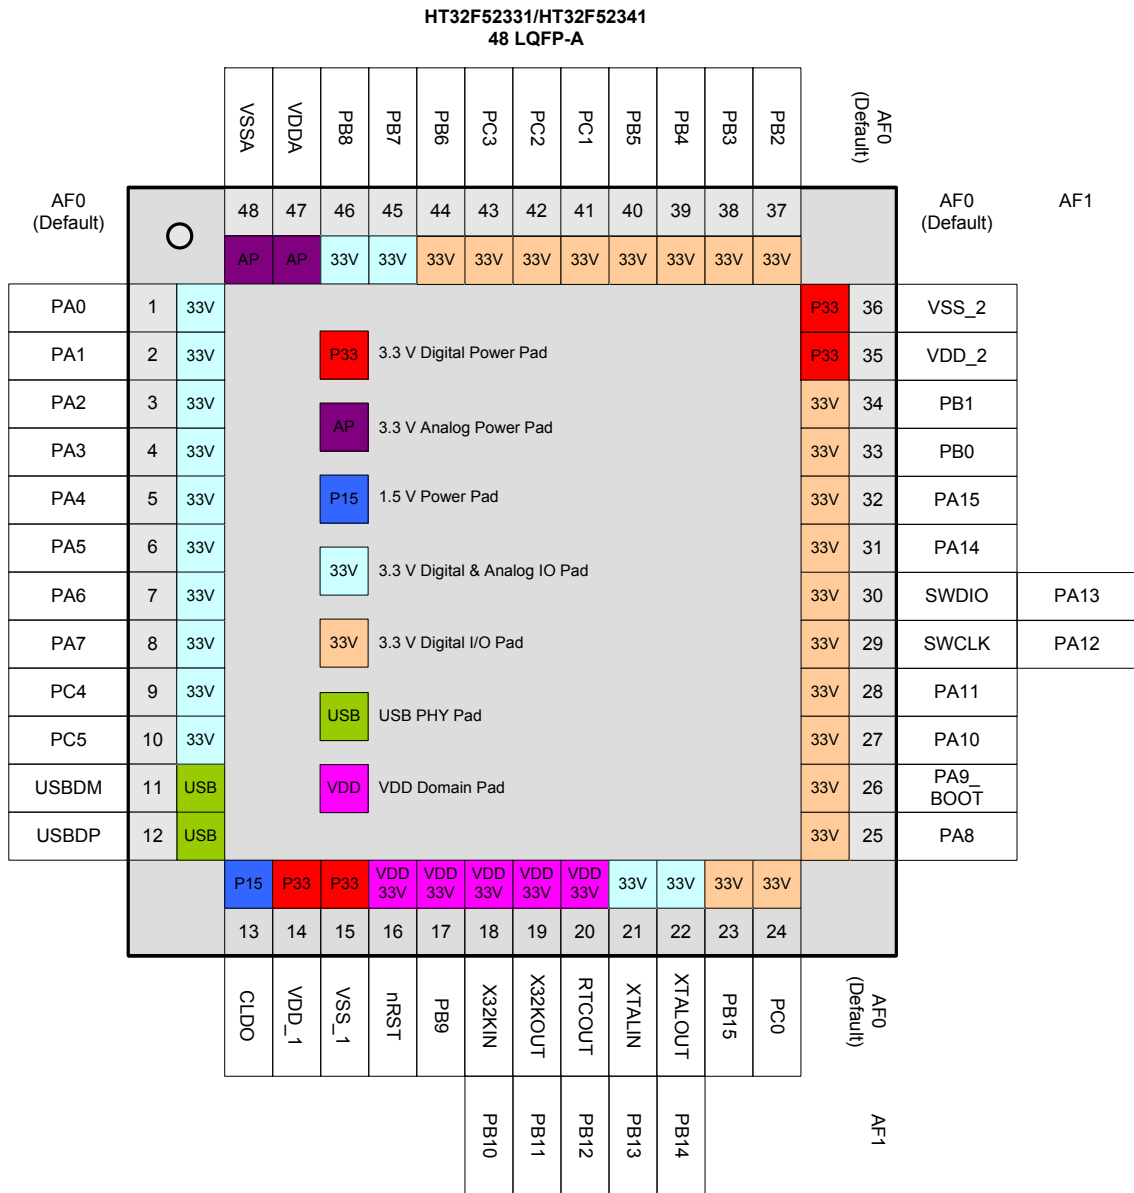 HT32F52331/HT32F52341
48 LQFP-A
VSSA VDDA PB8 PB7 PB6 PC3 PC2 PC1 PB5 PB4 PB3 PB2
AF0
(Default)
AF0
(Default)
48 47 46 45 44 43 42 41 40 39 38 37
AF0
(Default)
AF1
AP AP 33V 33V 33V 33V 33V 33V 33V 33V 33V 33V
PA0 1 33V
P33 36 VSS_2
PA1 2 33V
P33 3.3 V Digital Power Pad
P33 35 VDD_2
PA2 3 33V
33V 34 PB1
AP 3.3 V Analog Power Pad
PA3 4 33V
33V 33 PB0
PA4 5 33V
P15 1.5 V Power Pad
33V 32 PA15
PA5 6 33V
33V 31 PA14
33V 3.3 V Digital & Analog IO Pad
PA6 7 33V
33V 30 SWDIO PA13
PA7 8 33V
33V 3.3 V Digital I/O Pad
33V 29 SWCLK PA12
PC4 9 33V
33V 28 PA11
USB USB PHY Pad
PC5 10 33V
33V 27 PA10
USBDM 11 USB
VDD VDD Domain Pad
33V 26 PA9_
BOOT
USBDP 12 USB
33V 25 PA8
P15 P33 P33 VDD 33V VDD 33V VDD 33V VDD 33V VDD 33V 33V 33V 33V 33V
13 14 15 16 17 18 19 20 21 22 23 24
CLDO VDD_1 VSS_1 nRST PB9 X32KIN X32KOUT RTCOUT XTALIN XTALOUT PB15 PC0
AF0
(Default)
PB10 PB11 PB12 PB13 PB14
AF1